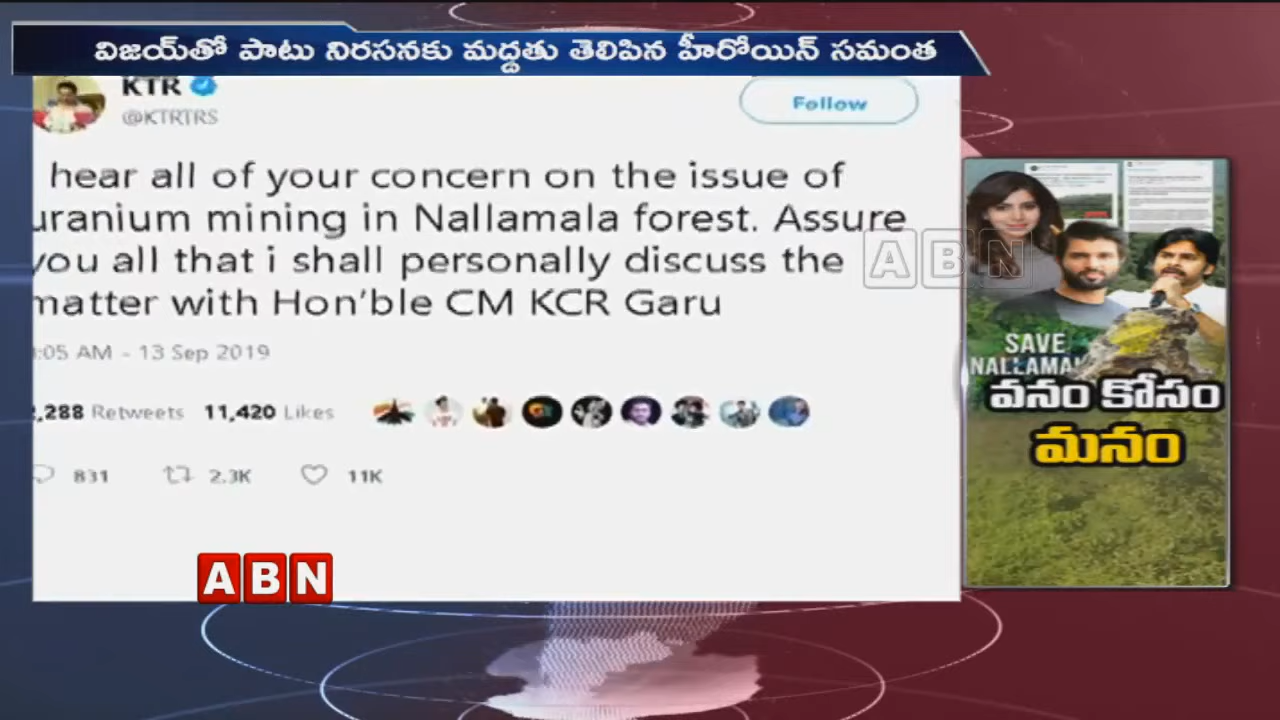 విజయ్‌తో పాటు నిరసనకు మద్దతు తెలిపిన హీరోయిన్ సమంత
KTR
@KTRTRS
Follow
hear all of your concern on the issue of
uranium mining in Nallamala forest. Assure
you all that i shall personally discuss the
matter with Hon'ble CM KCR Garu
:05 AM - 13 Sep 2019
,288 Retweets 11,420 Likes
831 2.3K 11K
ABN
ABN
SAVE
NALLAMA
వనం కోసం
మనం